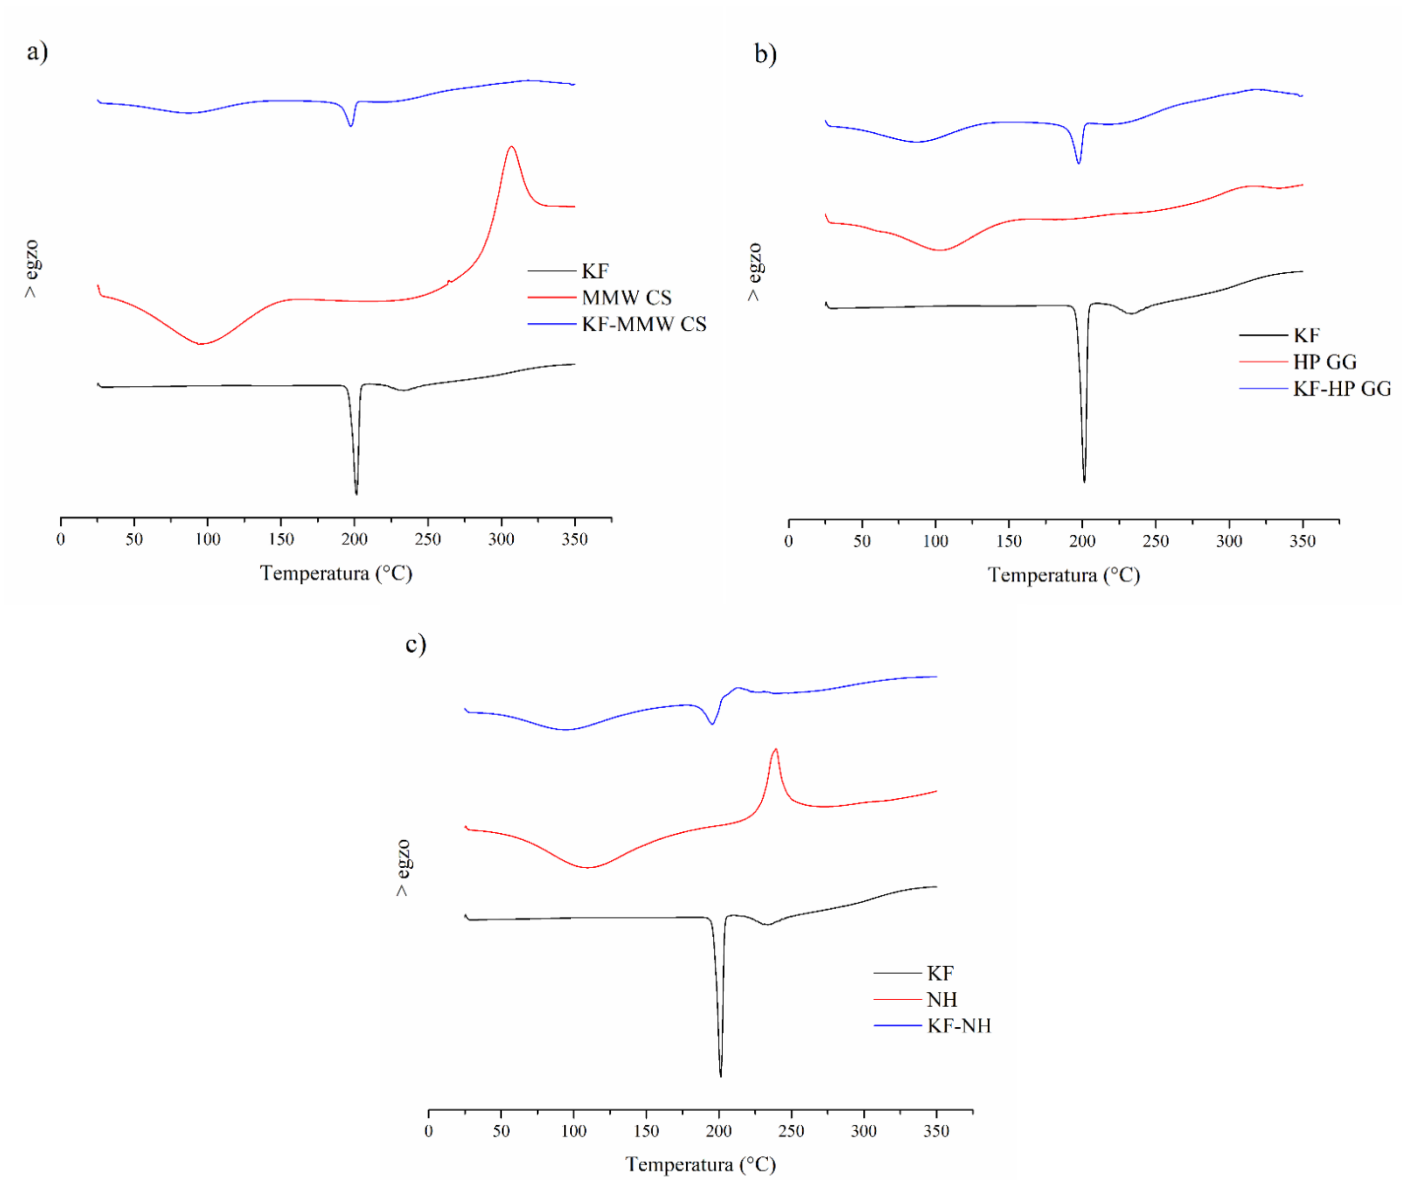 a)
> egzo
KF
MMW CS
KF-MMW CS
0 50 100 150 200 250 300 350
Temperatura (°C)
b)
> egzo
KF
HP GG
KF-HP GG
0 50 100 150 200 250 300 350
Temperatura (°C)
c)
> egzo
KF
NH
KF-NH
0 50 100 150 200 250 300 350
Temperatura (°C)